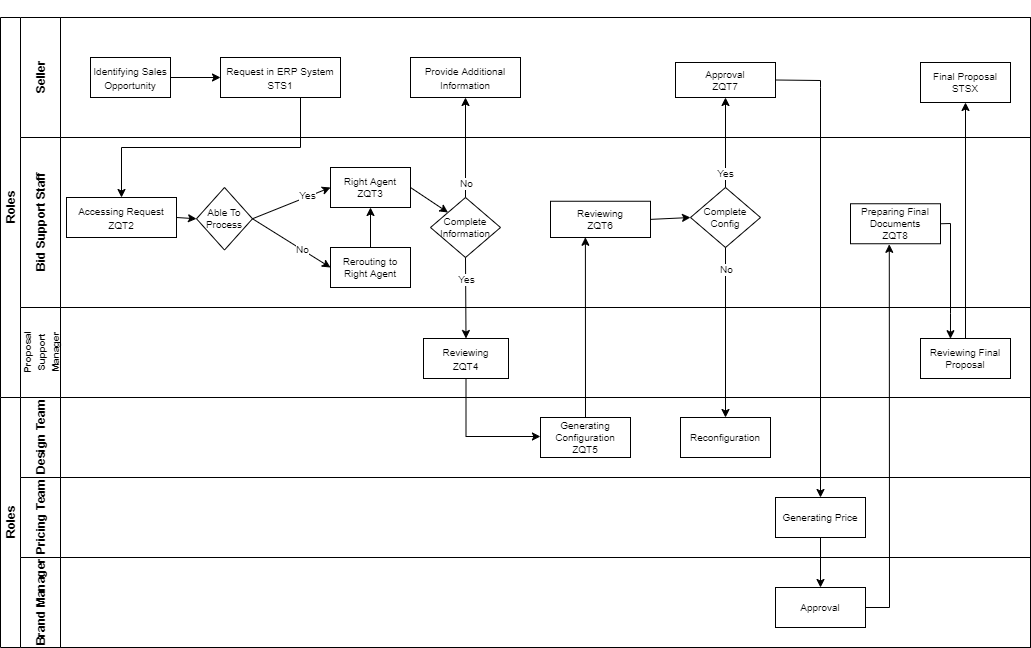 Roles
Seller
Identifying Sales
Opportunity
Request in ERP System
STS1
Provide Additional
Information
Approval
ZQT7
Final Proposal
STSX
Bid Support Staff
Accessing Request
ZQT2
Able To
Process
Yes
No
Right Agent
ZQT3
Rerouting to
Right Agent
No
Complete
Information
Yes
Reviewing
ZQT6
Yes
Complete
Config
No
Preparing Final
Documents
ZQT8
Proposal
Support
Manager
Reviewing
ZQT4
Reviewing Final
Proposal
Roles
Design Team
Generating
Configuration
ZQT5
Reconfiguration
Pricing Team
Generating Price
Brand Manager
Approval